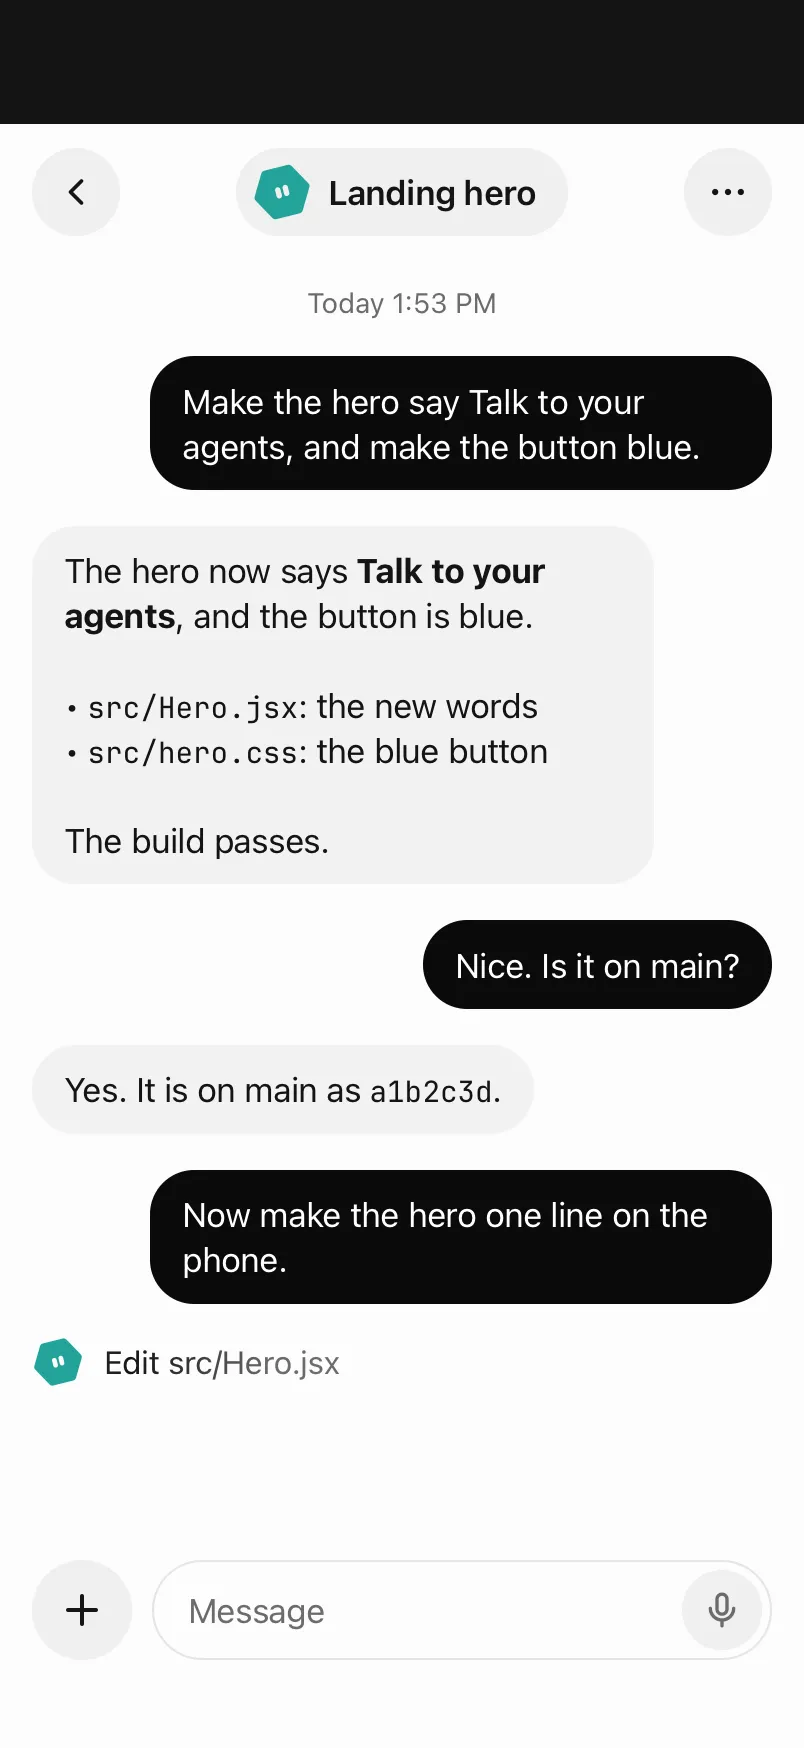 Landing hero
Today 1:53 PM
Make the hero say Talk to your
agents, and make the button blue.
The hero now says Talk to your
agents, and the button is blue.
• src/Hero.jsx: the new words
• src/hero.css: the blue button
The build passes.
Nice. Is it on main?
Yes. It is on main as a1b2c3d.
Now make the hero one line on the
phone.
Edit src/Hero.jsx
Message